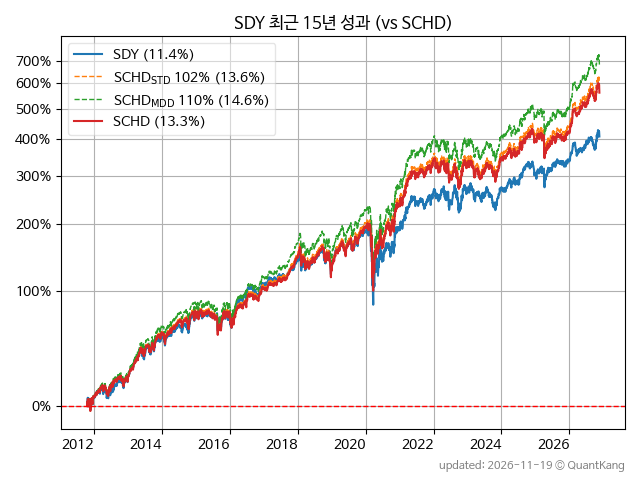 SDY 최근 15년 성과 (vs SCHD)
SDY (11.4%)
SCHD_STD 102% (13.6%)
SCHD_MDD 110% (14.6%)
SCHD (13.3%)
700%
600%
500%
400%
300%
200%
100%
0%
2012 2014 2016 2018 2020 2022 2024 2026
updated: 2026-11-19 © QuantKang